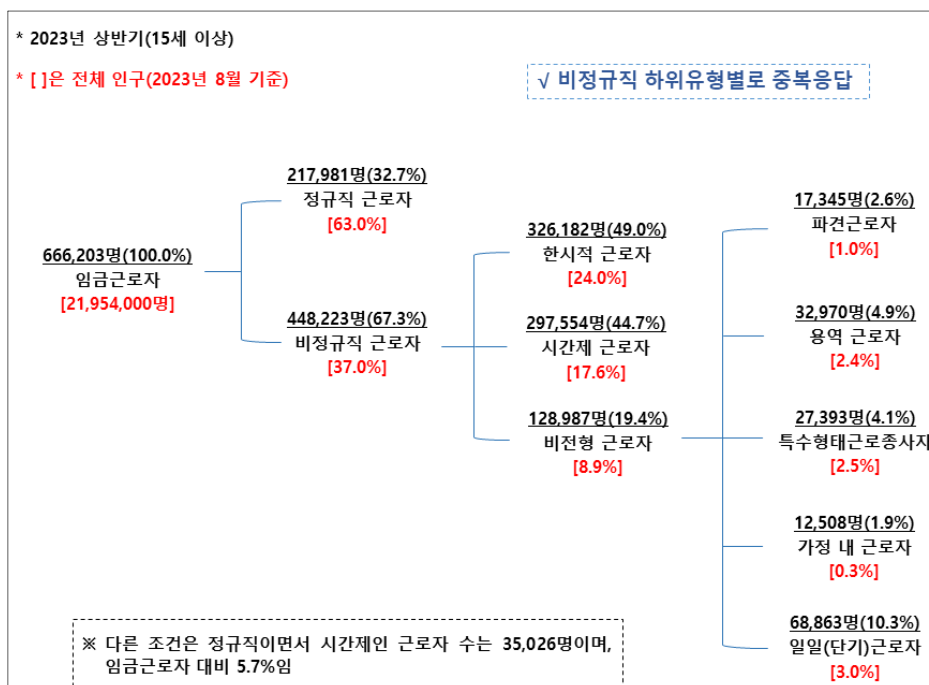 * 2023년 상반기(15세 이상)
* [ ]은 전체 인구(2023년 8월 기준)
√ 비정규직 하위유형별로 중복응답
666,203명(100.0%)
임금근로자
[21,954,000명]
217,981명(32.7%)
정규직 근로자
[63.0%]
448,223명(67.3%)
비정규직 근로자
[37.0%]
326,182명(49.0%)
한시적 근로자
[24.0%]
297,554명(44.7%)
시간제 근로자
[17.6%]
128,987명(19.4%)
비전형 근로자
[8.9%]
17,345명(2.6%)
파견근로자
[1.0%]
32,970명(4.9%)
용역 근로자
[2.4%]
27,393명(4.1%)
특수형태근로종사자
[2.5%]
12,508명(1.9%)
가정 내 근로자
[0.3%]
68,863명(10.3%)
일일(단기)근로자
[3.0%]
※ 다른 조건은 정규직이면서 시간제인 근로자 수는 35,026명이며,
임금근로자 대비 5.7%임